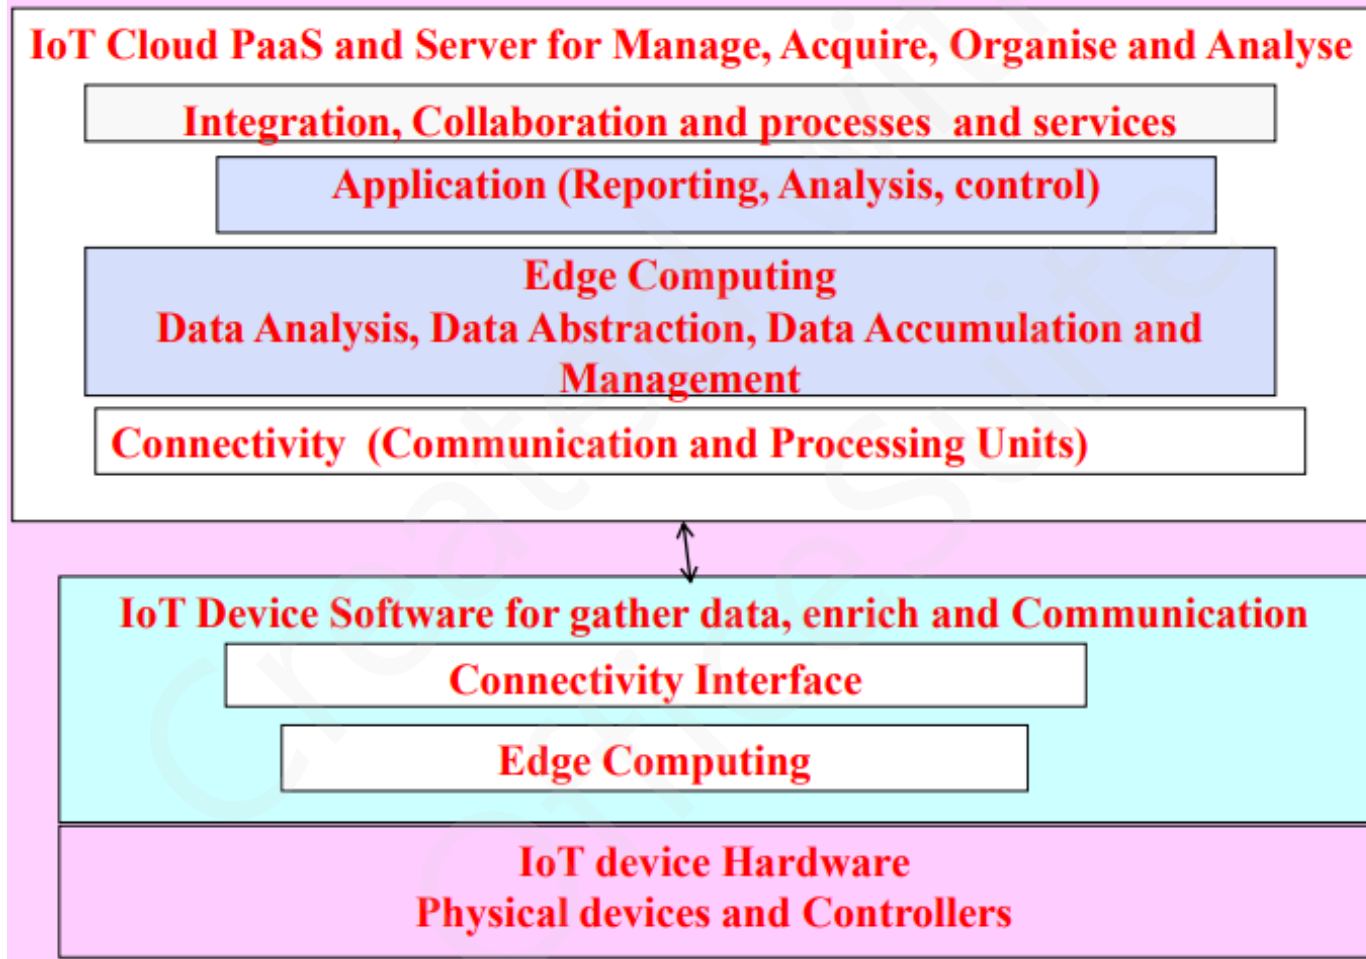 IoT Cloud PaaS and Server for Manage, Acquire, Organise and Analyse
Integration, Collaboration and processes and services
Application (Reporting, Analysis, control)
Edge Computing
Data Analysis, Data Abstraction, Data Accumulation and
Management
Connectivity (Communication and Processing Units)
IoT Device Software for gather data, enrich and Communication
Connectivity Interface
Edge Computing
IoT device Hardware
Physical devices and Controllers